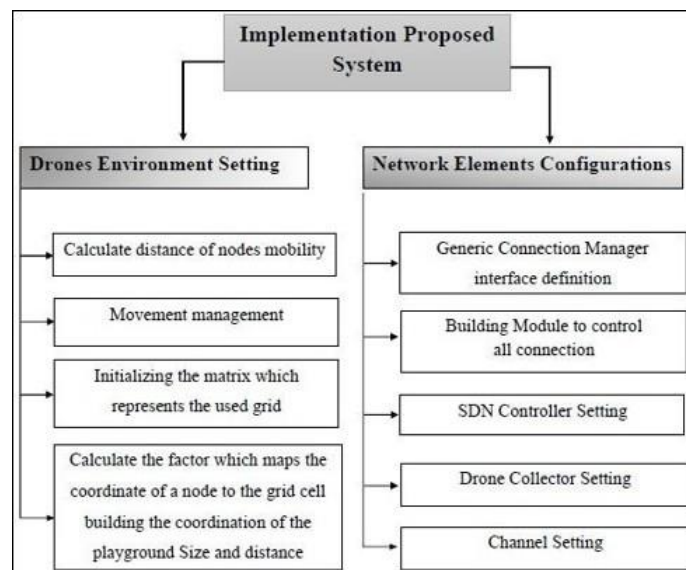 Implementation Proposed
System
Drones Environment Setting
Calculate distance of nodes mobility
Movement management
Initializing the matrix which
represents the used grid
Calculate the factor which maps the
coordinate of a node to the grid cell
building the coordination of the
playground Size and distance
Network Elements Configurations
Generic Connection Manager
interface definition
Building Module to control
all connection
SDN Controller Setting
Drone Collector Setting
Channel Setting